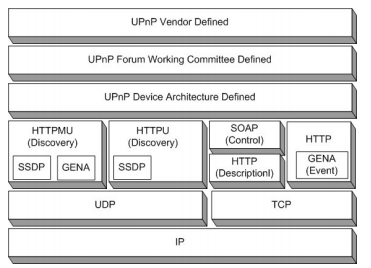 UPnP Vendor Defined
UPnP Forum Working Committee Defined
UPnP Device Architecture Defined
HTTPMU
(Discovery)
SSDP
GENA
HTTPU
(Discovery)
SSDP
SOAP
(Control)
HTTP
(Descriptionl)
HTTP
GENA
(Event)
UDP
TCP
IP